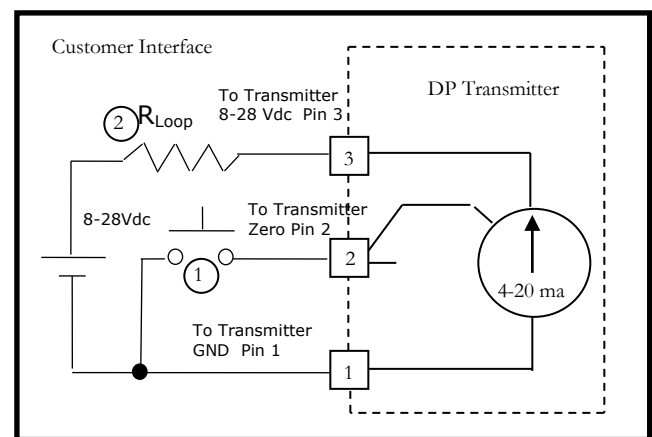 Customer Interface
DP Transmitter
To Transmitter
8-28 Vdc Pin 3
2
R Loop
3
8-28Vdc
To Transmitter
Zero Pin 2
2
1
4-20 ma
To Transmitter
GND Pin 1
1